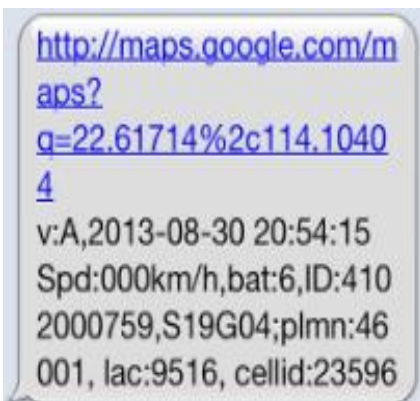 http://maps.google.com/m
aps?
q=22.61714%2c114.1040
4
v:A,2013-08-30 20:54:15
Spd:000km/h,bat:6,ID:410
2000759,S19G04;plmn:46
001, lac:9516, cellid:23596